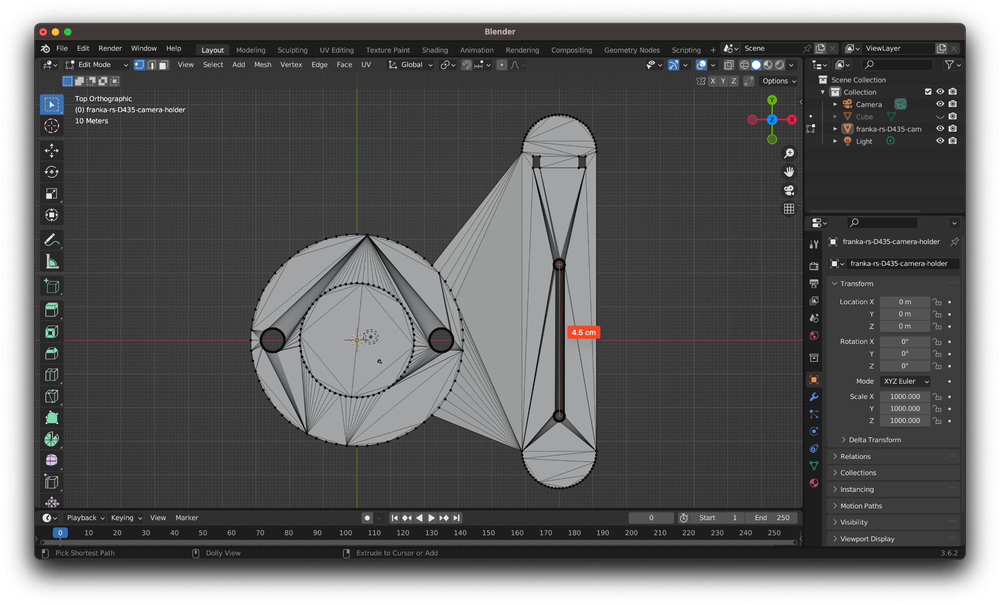 Blender
File Edit Render Window Help Layout Modeling Sculpting UV Editing Texture Paint Shading Animation Rendering Compositing Geometry Nodes Scripting + Scene ViewLayer
Edit Mode View Select Add Mesh Vertex Edge Face UV Global
X Y Z Options
Top Orthographic
(0) franka-rs-D435-camera-holder
10 Meters
Y
Z X
4.5 cm
Scene Collection
Collection
Camera
Cube
franka-rs-D435-cam
Light
franka-rs-D435-camera-holder
franka-rs-D435-camera-holder
Transform
Location X 0 m
Y 0 m
Z 0 m
Rotation X 0°
Y 0°
Z 0°
Mode XYZ Euler
Scale X 1000.000
Y 1000.000
Z 1000.000
Delta Transform
Relations
Collections
Instancing
Motion Paths
Visibility
Viewport Display
Playback Keying View Marker 0 Start 1 End 250
0 10 20 30 40 50 60 70 80 90 100 110 120 130 140 150 160 170 180 190 200 210 220 230 240 250
Pick Shortest Path Dolly View Extrude to Cursor or Add 3.6.2